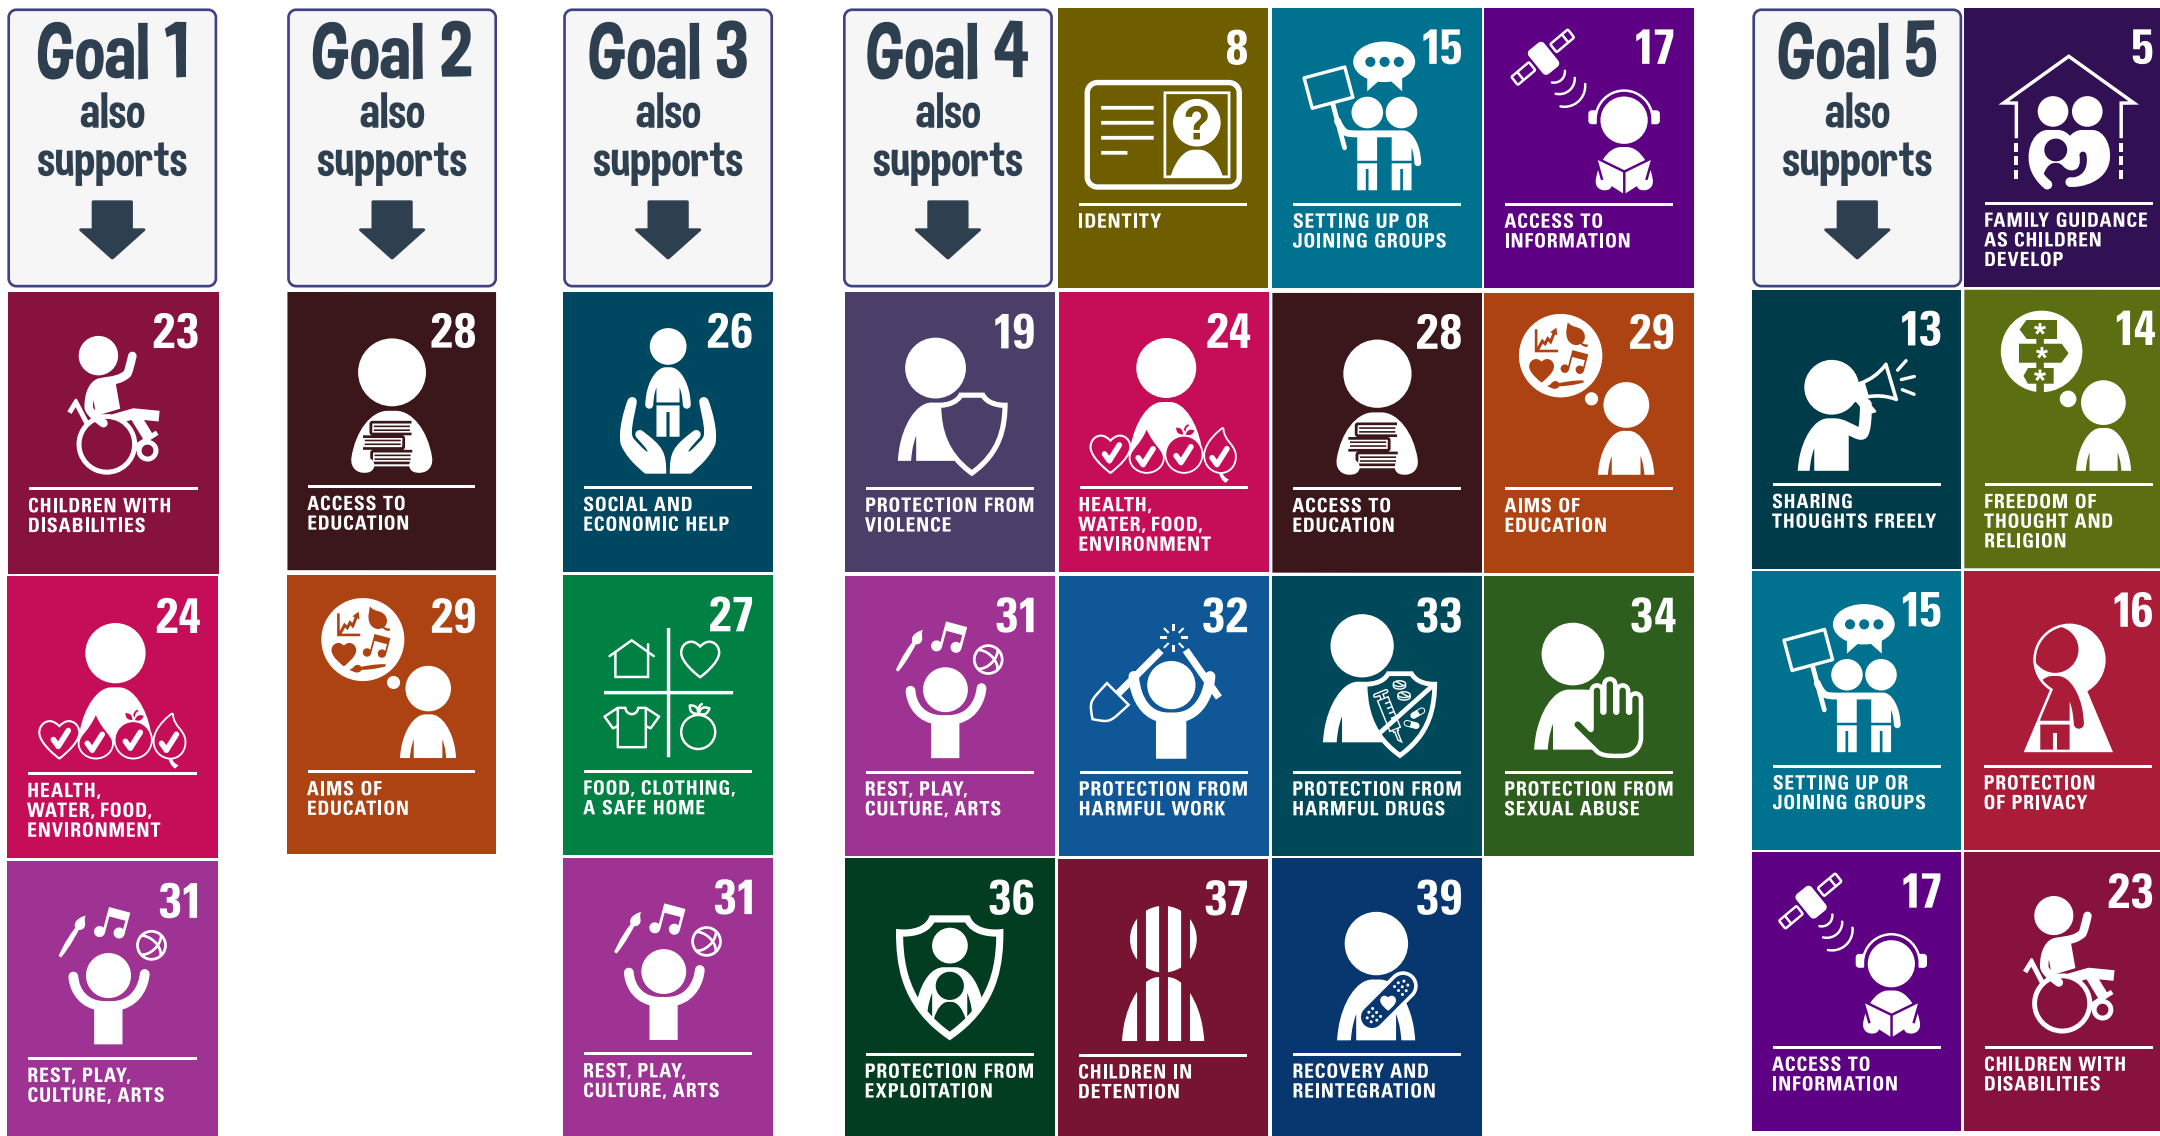 Goal 1
also
supports
23
CHILDREN WITH
DISABILITIES
24
HEALTH,
WATER, FOOD,
ENVIRONMENT
31
REST, PLAY,
CULTURE, ARTS
Goal 2
also
supports
28
ACCESS TO
EDUCATION
29
AIMS OF
EDUCATION
Goal 3
also
supports
26
SOCIAL AND
ECONOMIC HELP
27
FOOD, CLOTHING,
A SAFE HOME
31
REST, PLAY,
CULTURE, ARTS
Goal 4
also
supports
8
?
IDENTITY
15
SETTING UP OR
JOINING GROUPS
17
ACCESS TO
INFORMATION
19
PROTECTION FROM
VIOLENCE
24
HEALTH,
WATER, FOOD,
ENVIRONMENT
28
ACCESS TO
EDUCATION
29
AIMS OF
EDUCATION
31
REST, PLAY,
CULTURE, ARTS
32
PROTECTION FROM
HARMFUL WORK
33
PROTECTION FROM
HARMFUL DRUGS
34
PROTECTION FROM
SEXUAL ABUSE
36
PROTECTION FROM
EXPLOITATION
37
CHILDREN IN
DETENTION
39
RECOVERY AND
REINTEGRATION
Goal 5
also
supports
5
FAMILY GUIDANCE
AS CHILDREN
DEVELOP
13
SHARING
THOUGHTS FREELY
14
FREEDOM OF
THOUGHT AND
RELIGION
15
SETTING UP OR
JOINING GROUPS
16
PROTECTION
OF PRIVACY
17
ACCESS TO
INFORMATION
23
CHILDREN WITH
DISABILITIES